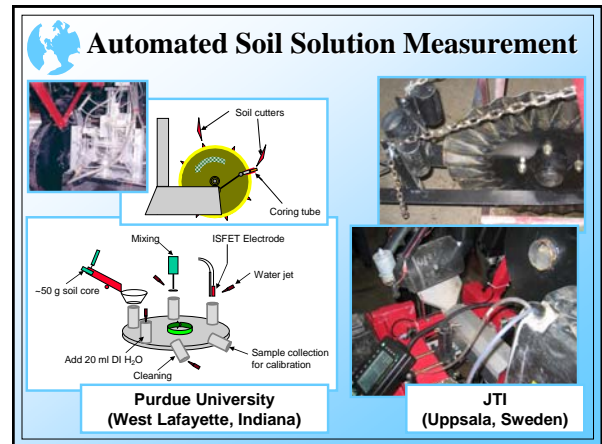 Automated Soil Solution Measurement
Soil cutters
Coring tube
Mixing
ISFET Electrode
Water jet
~50 g soil core
Add 20 ml DI H₂O
Cleaning
Sample collection
for calibration
Purdue University
(West Lafayette, Indiana)
JTI
(Uppsala, Sweden)